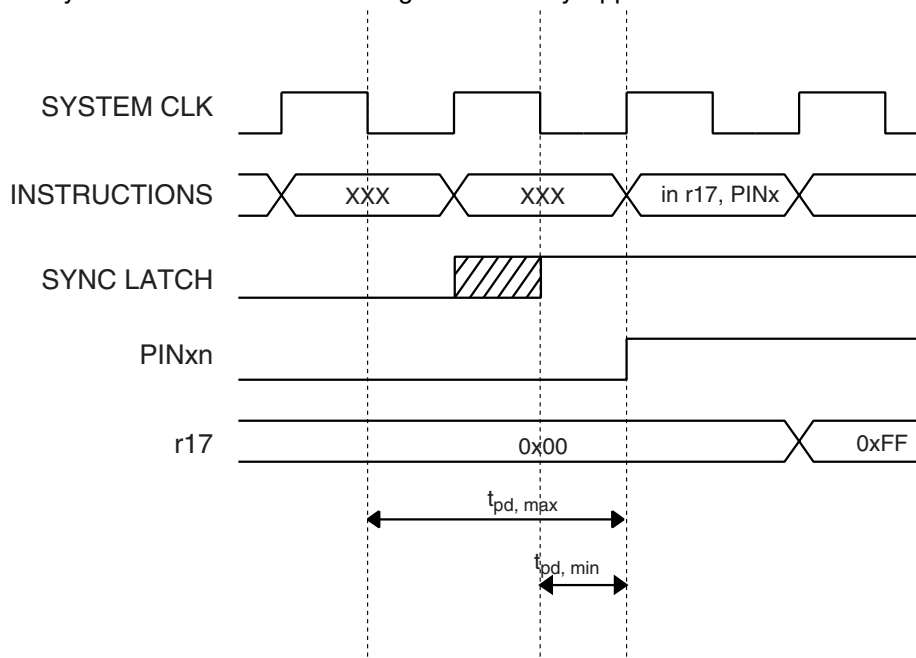 SYSTEM CLK
INSTRUCTIONS XXX XXX in r17, PINx
SYNC LATCH
PINxn
r17 0x00 0xFF
tpd, max
tpd, min